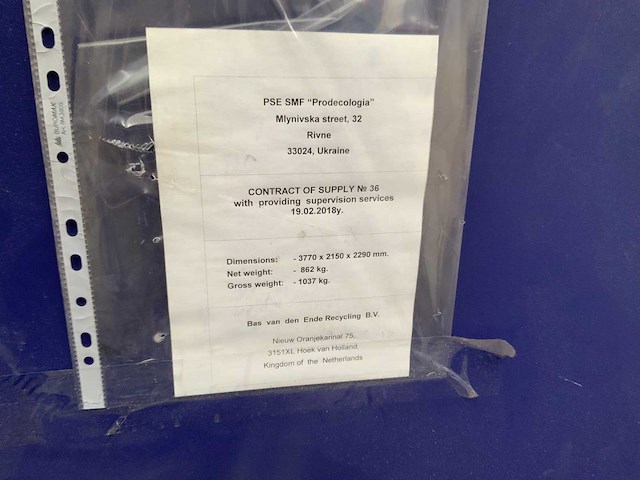 PSE SMF "Prodecologia"
Mlynivska street, 32
Rivne
33024, Ukraine
CONTRACT OF SUPPLY № 36
with providing supervision services
19.02.2018y.
Dimensions: - 3770 x 2150 x 2290 mm.
Net weight: - 862 kg.
Gross weight: - 1037 kg.
Bas van den Ende Recycling B.V.
Nieuw Oranjekannal 75,
3151XL Hoek van Holland,
Kingdom of the Netherlands
BUROMAX